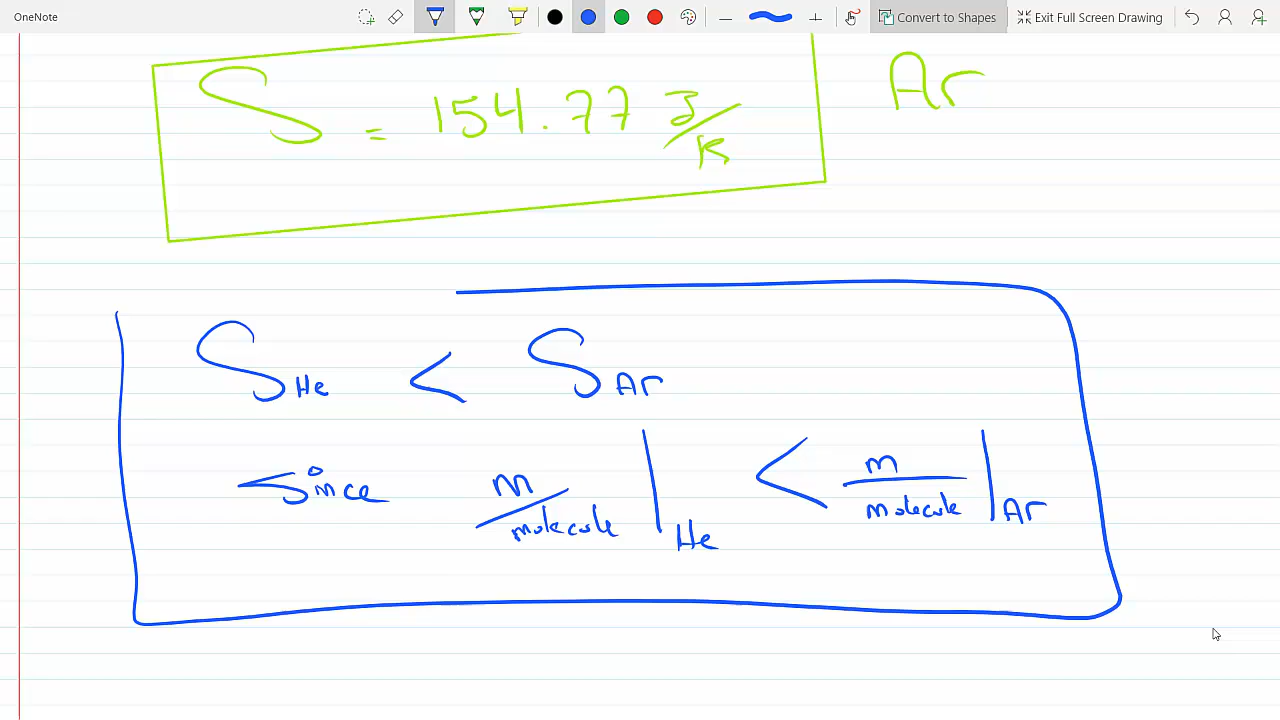 OneNote
Convert to Shapes
Exit Full Screen Drawing
S = 154.77 J/K
Ar
S He < S Ar
since m/molecule | He < m/molecule | Ar